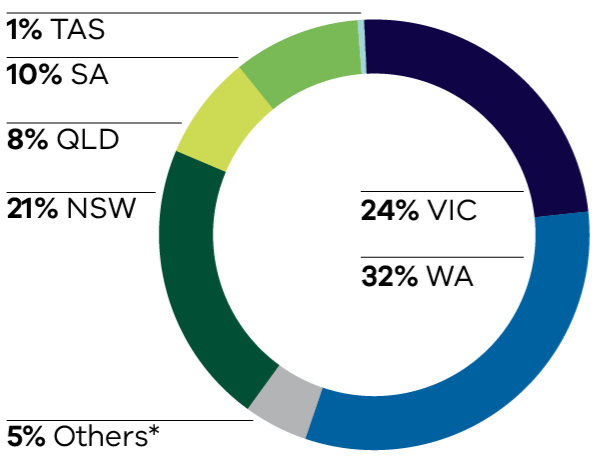 1% TAS
10% SA
8% QLD
21% NSW
24% VIC
32% WA
5% Others*